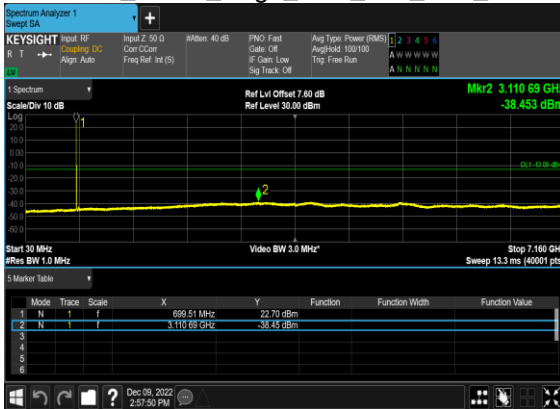 Spectrum Analyzer 1
Swept SA
+
KEYSIGHT
R T
LW
Input: RF
Coupling: DC
Align: Auto
Input Z: 50 Ω
Corr CCorr
Freq Ref: Int (S)
#Atten: 40 dB
PNO: Fast
Gate: Off
IF Gain: Low
Sig Track: Off
Avg Type: Power (RMS)
Avg|Hold: 100/100
Trig: Free Run
1 2 3 4 5 6
A W W W W W
A N N N N N
1 Spectrum
Scale/Div 10 dB
Ref Lvl Offset 7.60 dB
Ref Level 30.00 dBm
Mkr2 3.110 69 GHz
-38.453 dBm
Log
20.0
10.0
0.00
-10.0
-20.0
-30.0
-40.0
-50.0
-60.0
1
2
DL1 -13.00 dBm
Start 30 MHz
#Res BW 1.0 MHz
Video BW 3.0 MHz*
Stop 7.160 GH
Sweep 13.3 ms (40001 pts
5 Marker Table
Mode Trace Scale X Y Function Function Width Function Value
1 N 1 f 699.51 MHz 22.70 dBm
2 N 1 f 3.110 69 GHz -38.45 dBm
3
4
5
6
?
Dec 09, 2022
2:57:50 PM